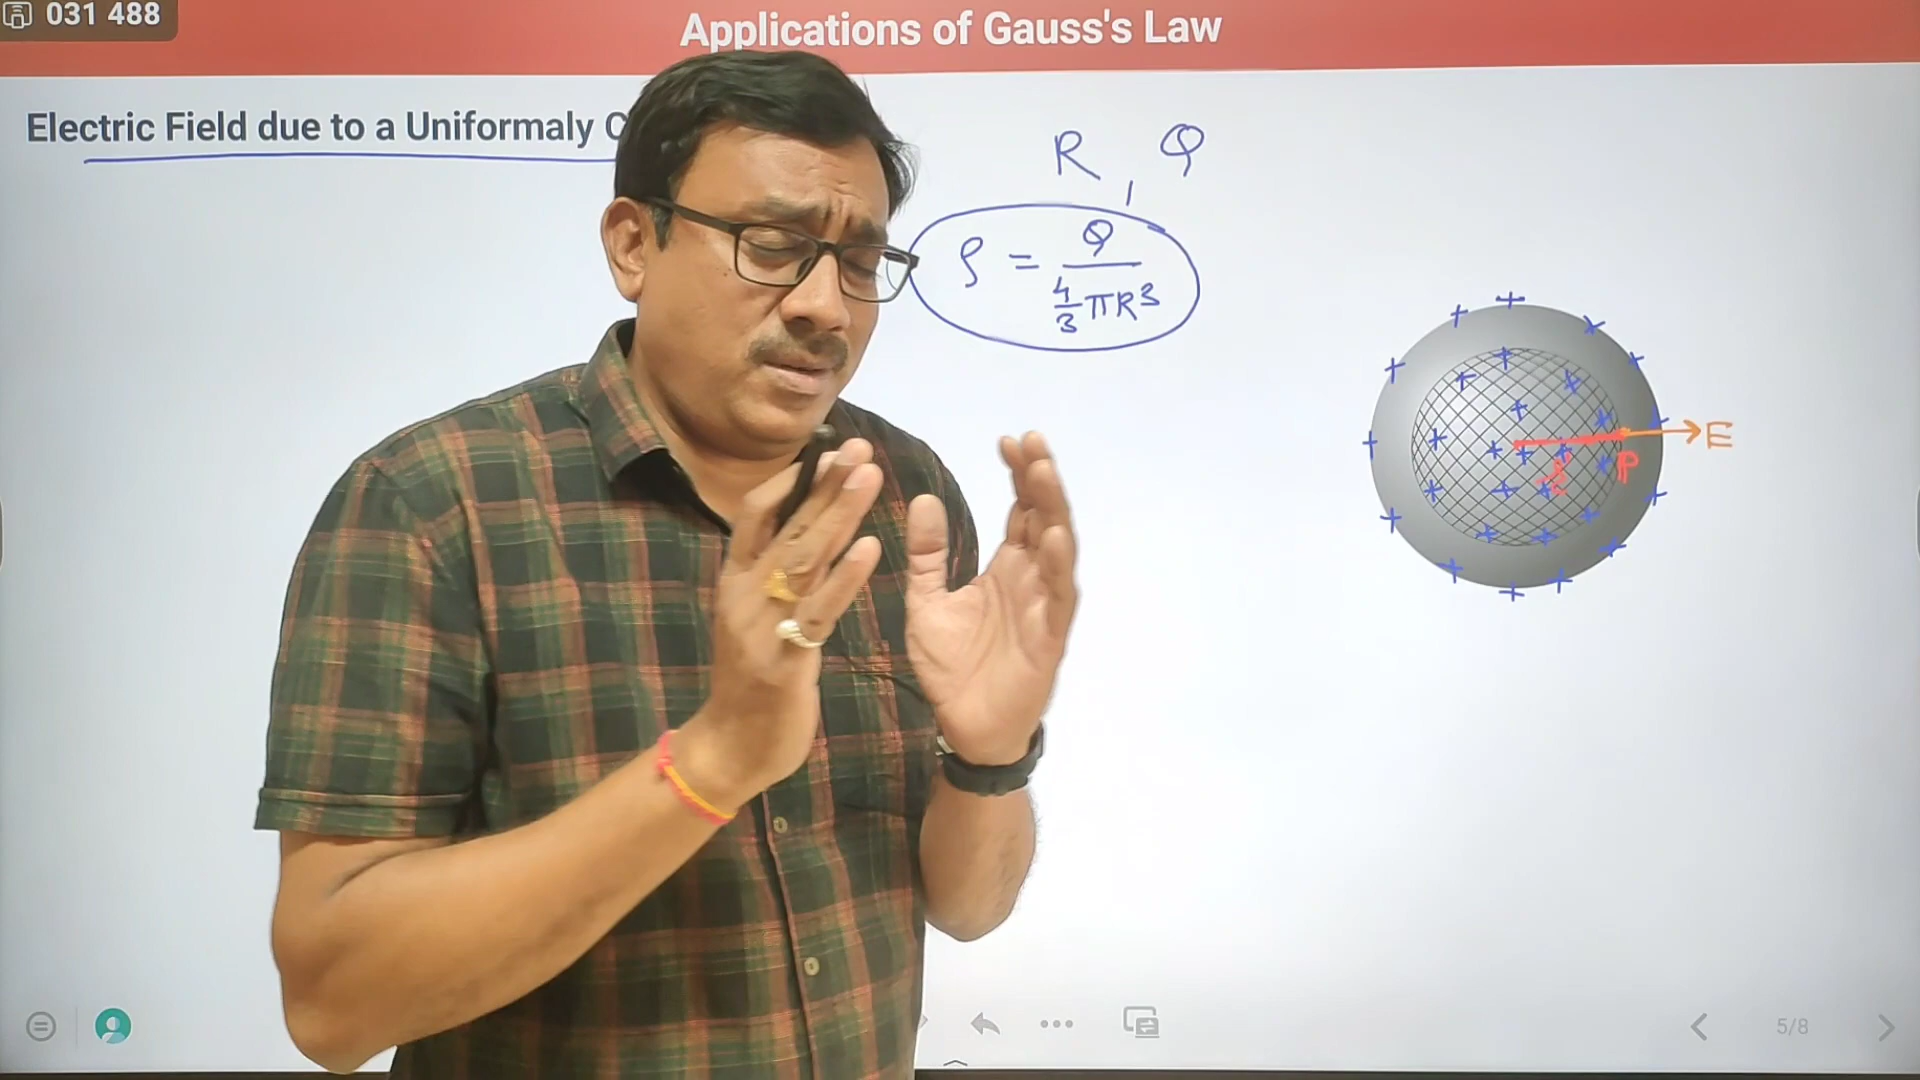 031 488
Applications of Gauss's Law
Electric Field due to a Uniformaly C
R, Q
ρ = Q / 4/3 πR³
E
P
5/8